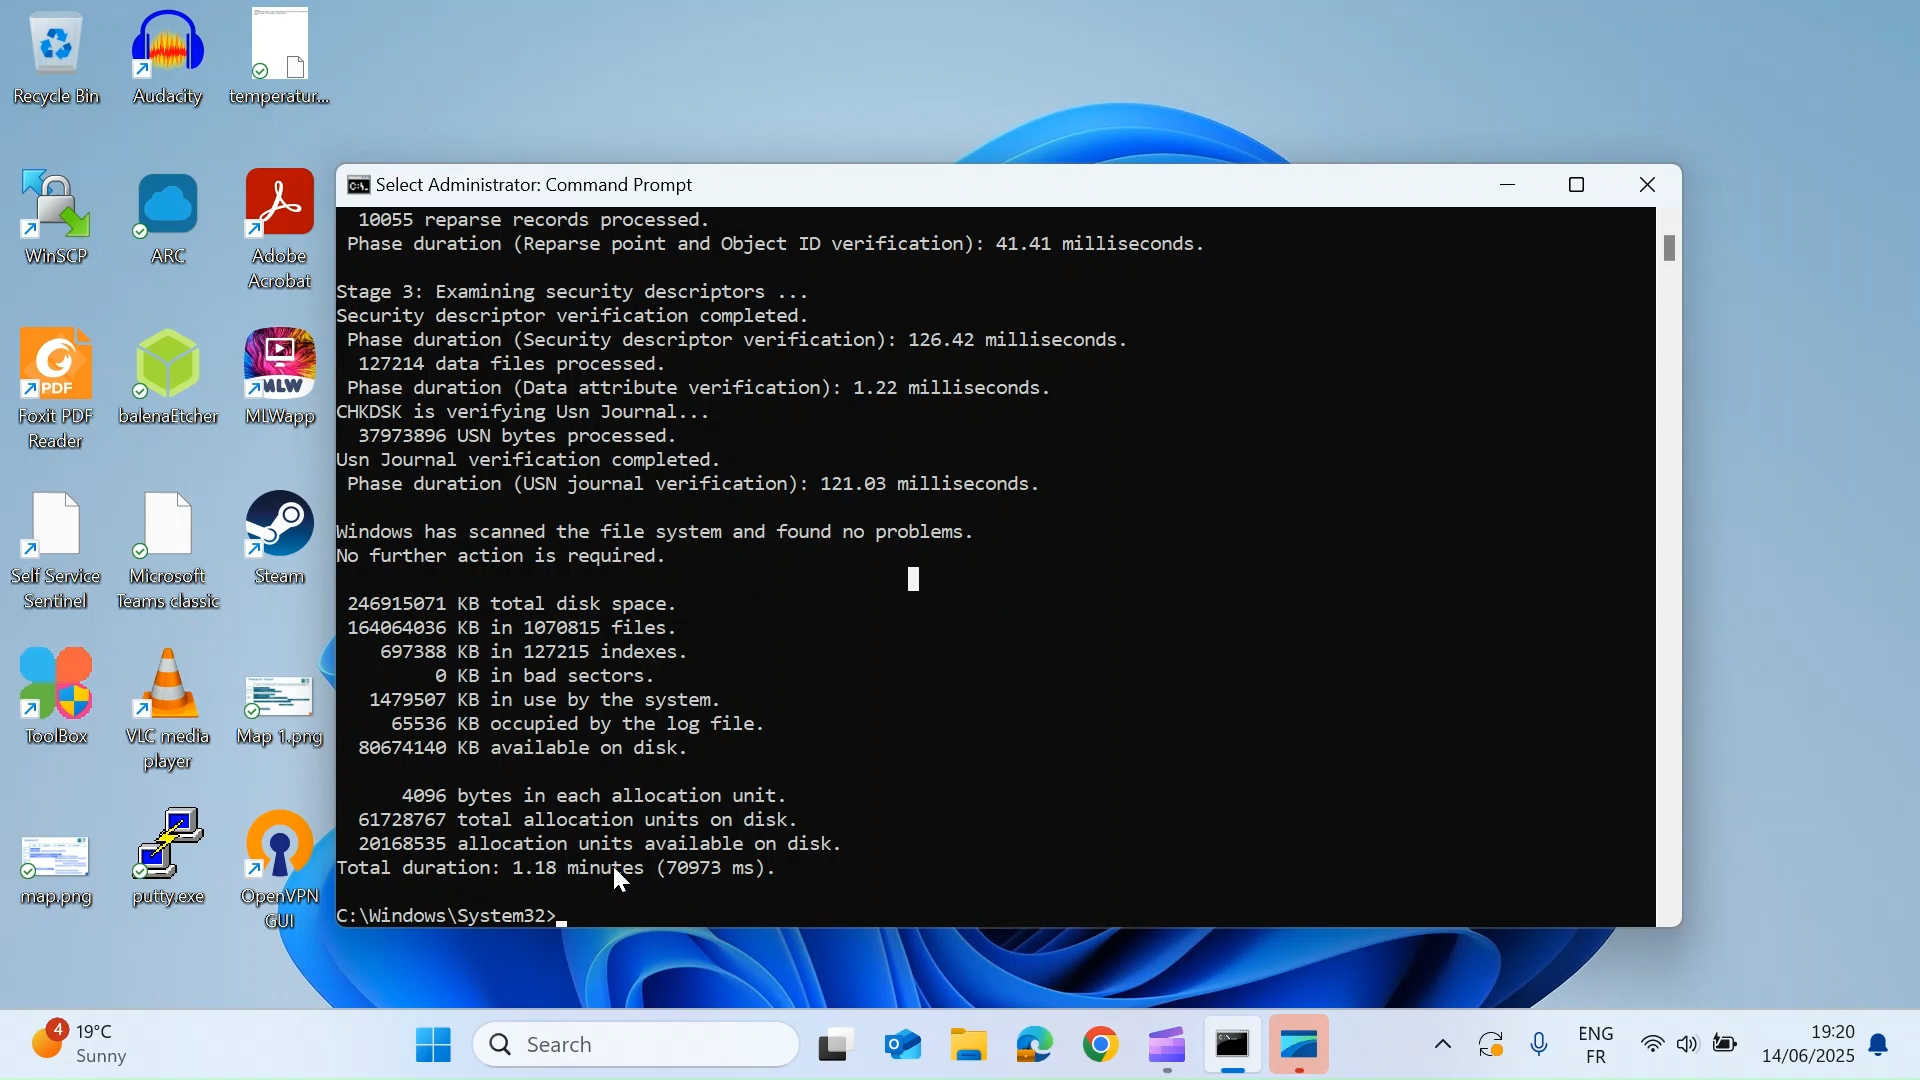 Recycle Bin
Audacity
temperatur...
WinSCP
ARC
Adobe
Acrobat
PDF
Foxit PDF
Reader
balenaEtcher
MLW
MLWapp
Self Service
Sentinel
Microsoft
Teams classic
Steam
ToolBox
VLC media
player
Map 1.png
map.png
putty.exe
OpenVPN
GUI
C:\.
Select Administrator: Command Prompt
10055 reparse records processed.
Phase duration (Reparse point and Object ID verification): 41.41 milliseconds.
Stage 3: Examining security descriptors ...
Security descriptor verification completed.
Phase duration (Security descriptor verification): 126.42 milliseconds.
127214 data files processed.
Phase duration (Data attribute verification): 1.22 milliseconds.
CHKDSK is verifying Usn Journal...
37973896 USN bytes processed.
Usn Journal verification completed.
Phase duration (USN journal verification): 121.03 milliseconds.
Windows has scanned the file system and found no problems.
No further action is required.
246915071 KB total disk space.
164064036 KB in 1070815 files.
697388 KB in 127215 indexes.
0 KB in bad sectors.
1479507 KB in use by the system.
65536 KB occupied by the log file.
80674140 KB available on disk.
4096 bytes in each allocation unit.
61728767 total allocation units on disk.
20168535 allocation units available on disk.
Total duration: 1.18 minutes (70973 ms).
C:\Windows\System32>
4
19°C
Sunny
Search
ENG
FR
19:20
14/06/2025